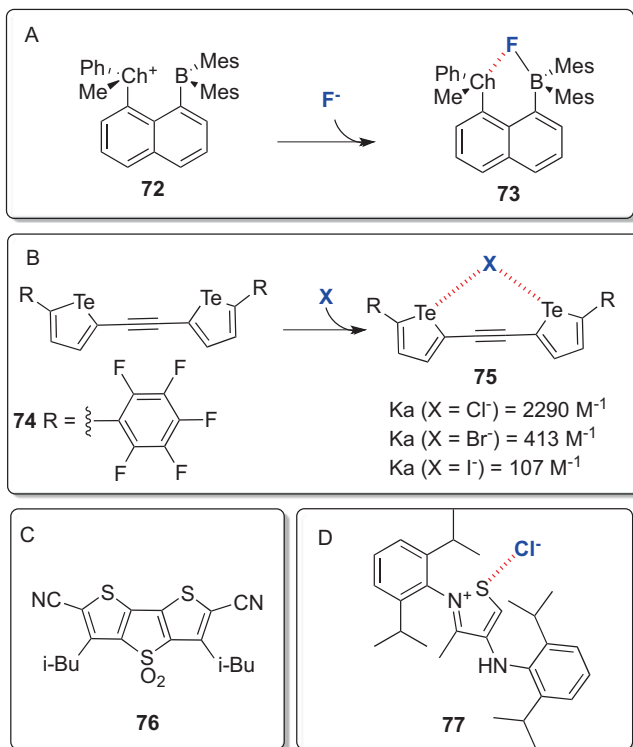 A
Ph
Me
Ch+
B
Mes
Mes
72
F-
Ph
Me
Ch
F
B
Mes
Mes
73
B
R
Te
Te
R
X
R
Te
X
Te
R
75
74 R =
F
F
F
F
F
Ka (X = Cl-) = 2290 M-1
Ka (X = Br-) = 413 M-1
Ka (X = I-) = 107 M-1
C
NC
S
S
CN
i-Bu
S
O2
i-Bu
76
D
Cl-
S
N+
HN
77